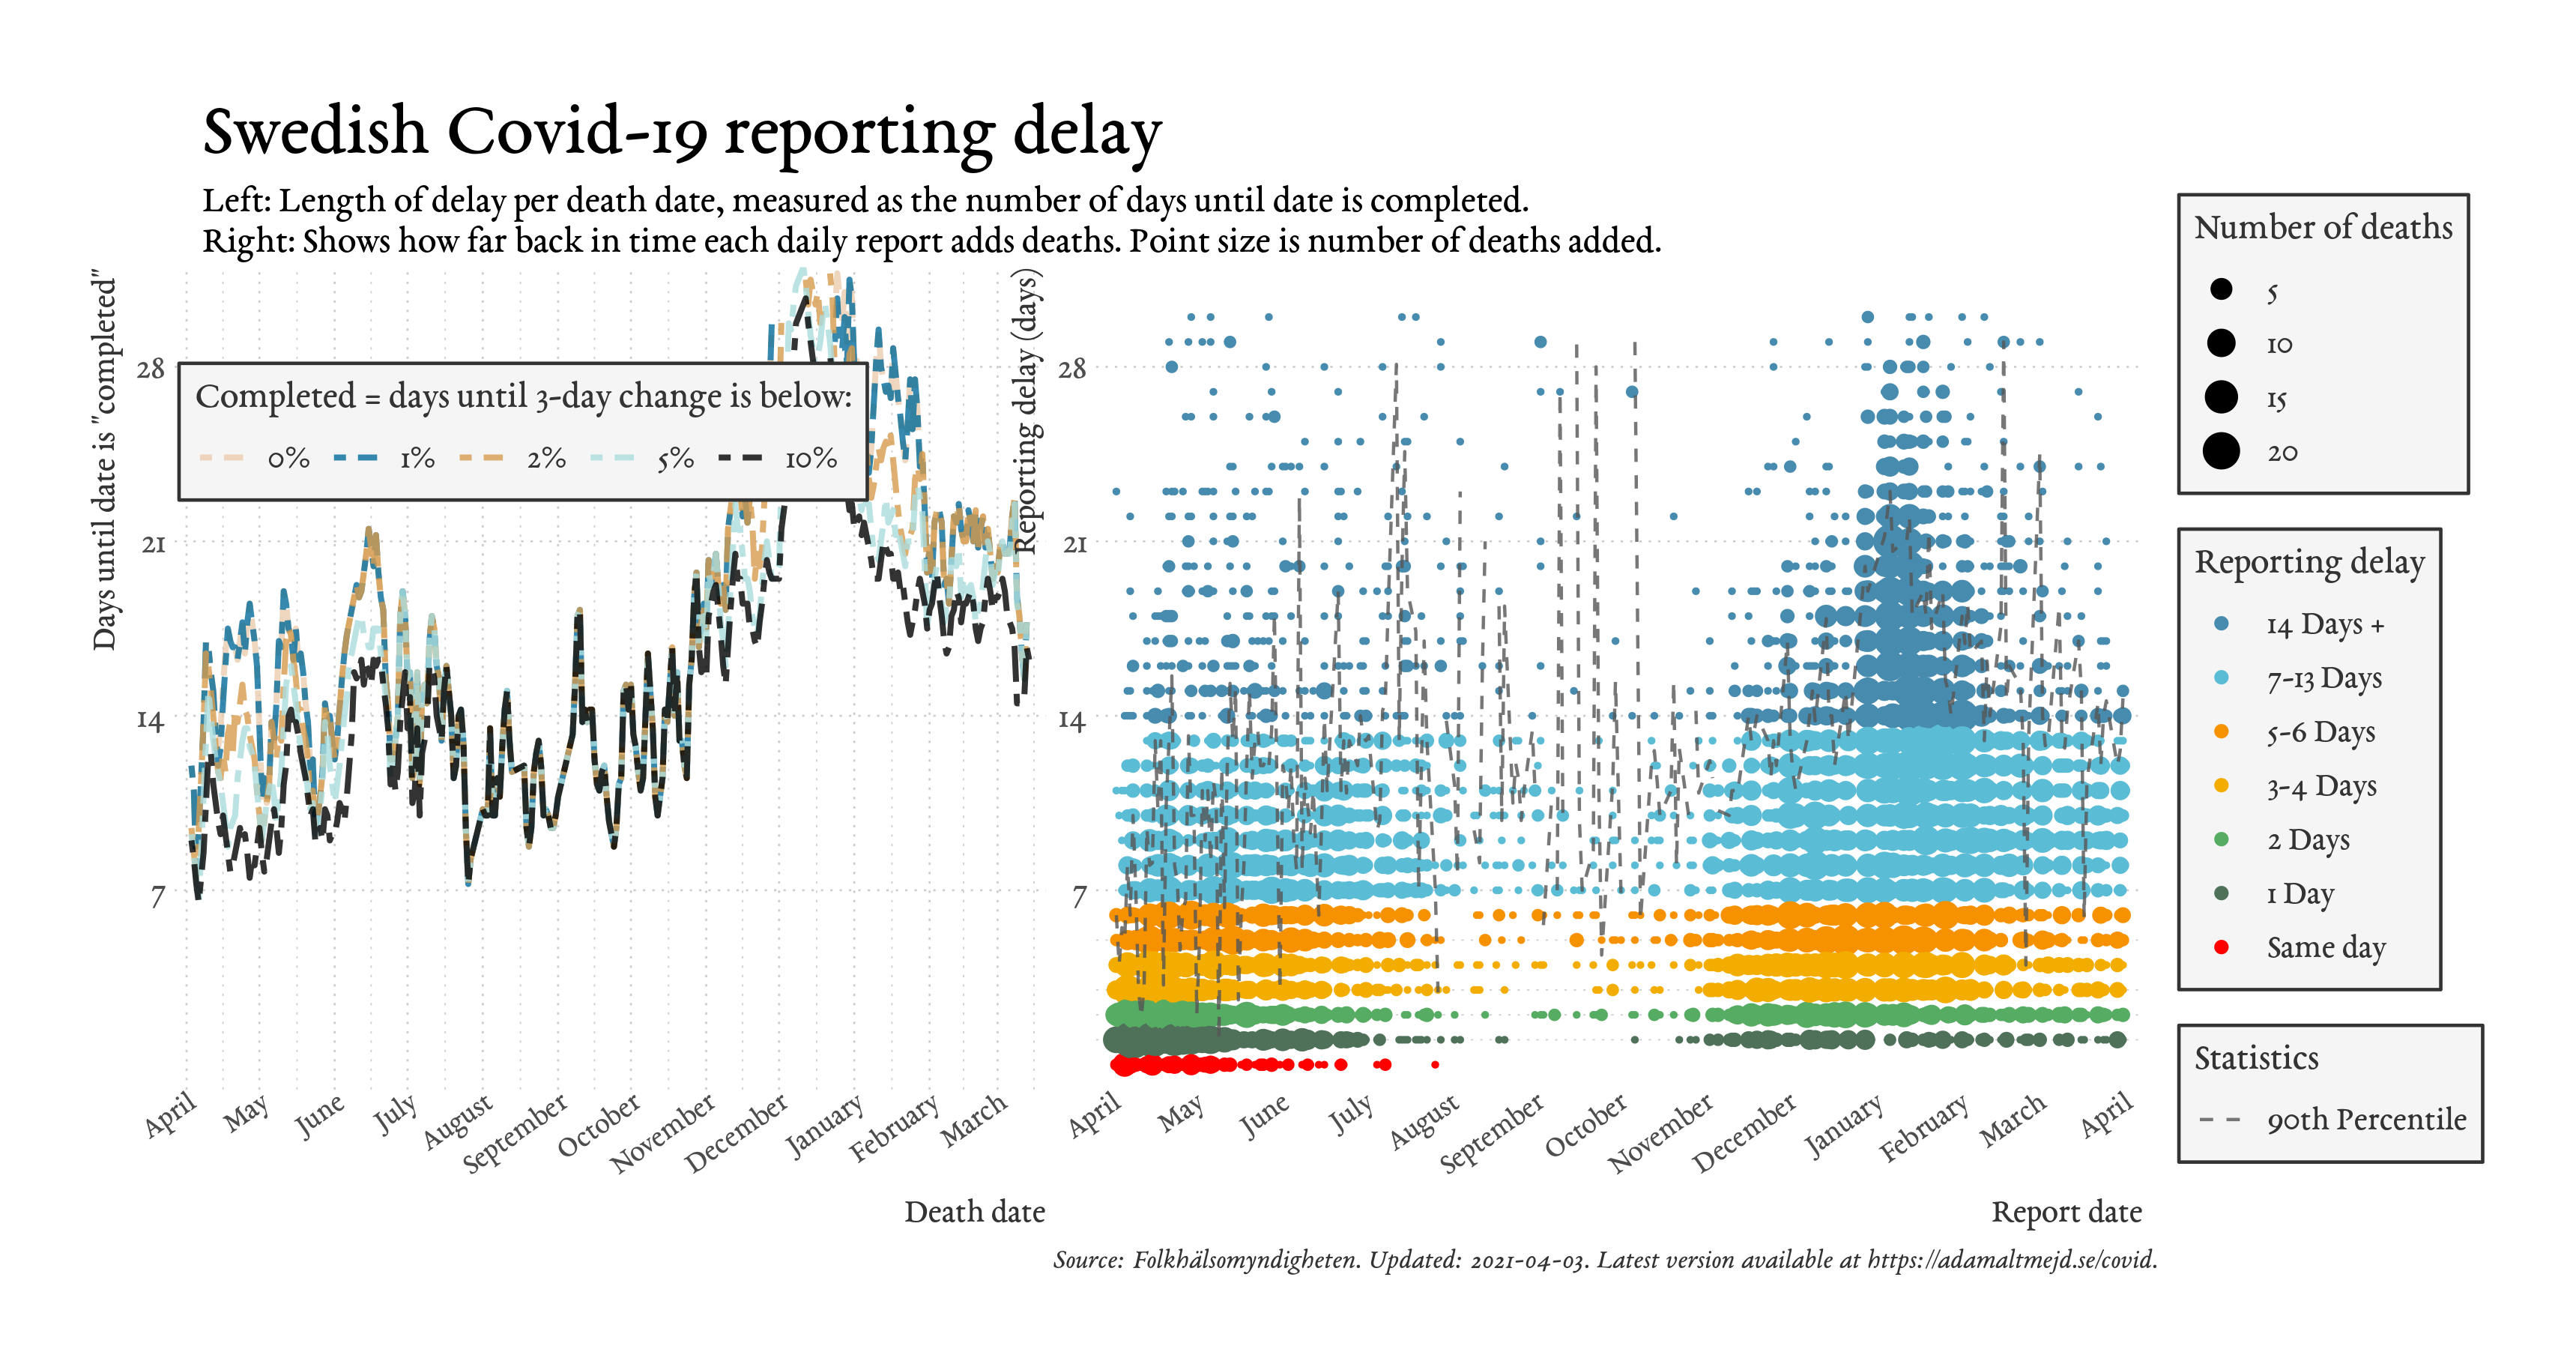 Swedish Covid-19 reporting delay
Left: Length of delay per death date, measured as the number of days until date is completed.
Right: Shows how far back in time each daily report adds deaths. Point size is number of deaths added.
Days until date is "completed"
28
21
14
7
Completed = days until 3-day change is below:
0% 1% 2% 5% 10%
April May June July August September October November December January February March
Death date
Reporting delay (days)
28
21
14
7
April May June July August September October November December January February March April
Report date
Number of deaths
5
10
15
20
Reporting delay
14 Days +
7-13 Days
5-6 Days
3-4 Days
2 Days
1 Day
Same day
Statistics
90th Percentile
Source: Folkhälsomyndigheten. Updated: 2021-04-03. Latest version available at https://adamaltmejd.se/covid.